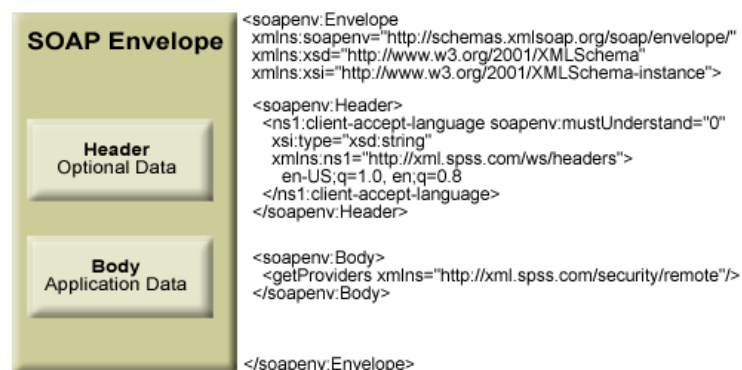 SOAP Envelope
Header
Optional Data
Body
Application Data
<soapenv:Envelope
xmlns:soapenv="http://schemas.xmlsoap.org/soap/envelope/"
xmlns:xsd="http://www.w3.org/2001/XMLSchema"
xmlns:xsi="http://www.w3.org/2001/XMLSchema-instance">
<soapenv:Header>
<ns1:client-accept-language soapenv:mustUnderstand="0"
xsi:type="xsd:string"
xmlns:ns1="http://xml.spss.com/ws/headers">
en-US;q=1.0, en;q=0.8
</ns1:client-accept-language>
</soapenv:Header>
<soapenv:Body>
<getProviders xmlns="http://xml.spss.com/security/remote"/>
</soapenv:Body>
</soapenv:Envelope>